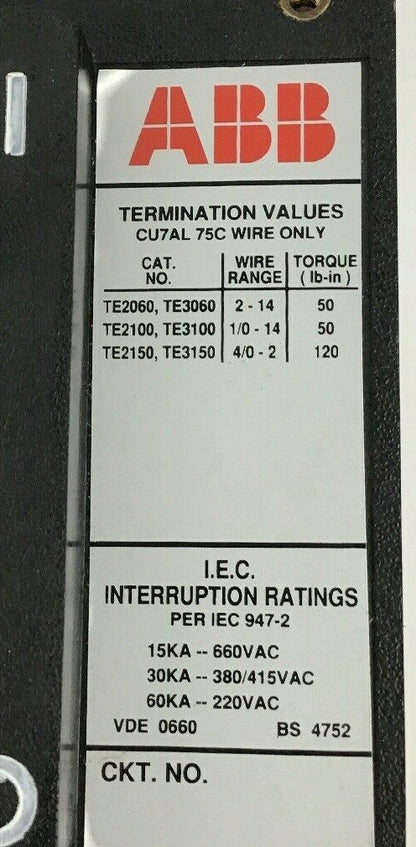 ABB
TERMINATION VALUES
CU7AL 75C WIRE ONLY
CAT. NO. WIRE RANGE TORQUE ( lb-in )
TE2060, TE3060 2 - 14 50
TE2100, TE3100 1/0 - 14 50
TE2150, TE3150 4/0 - 2 120
I.E.C.
INTERRUPTION RATINGS
PER IEC 947-2
15KA -- 660VAC
30KA -- 380/415VAC
60KA -- 220VAC
VDE 0660 BS 4752
CKT. NO.